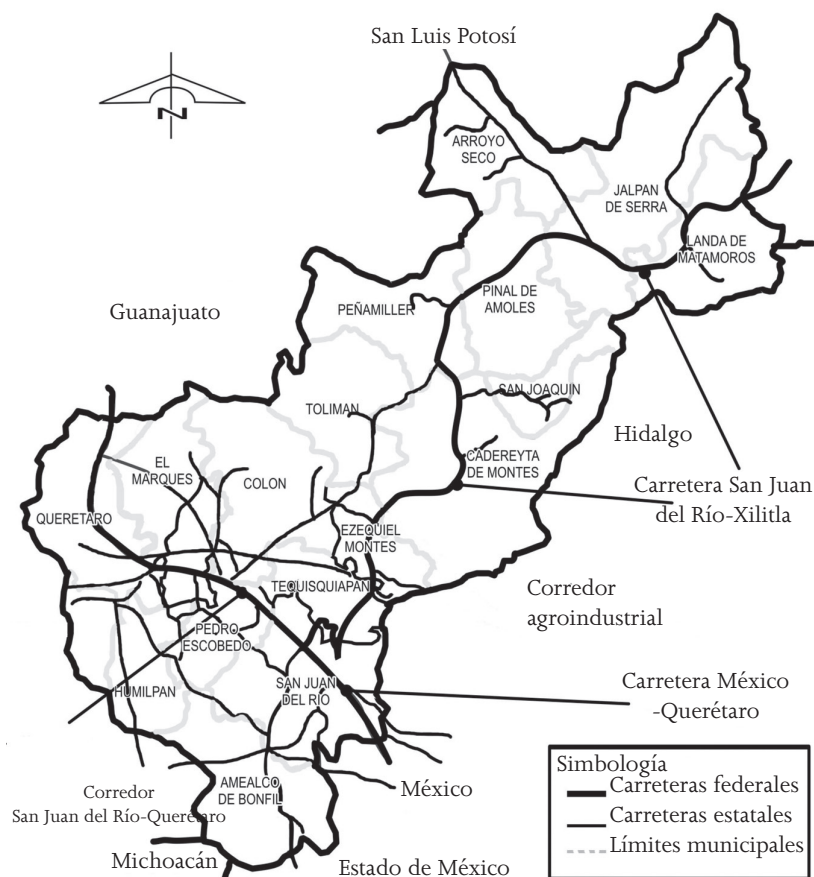 San Luis Potosí
N
ARROYO
SECO
JALPAN
DE SERRA
LANDA DE
MATAMOROS
PINAL DE
AMOLES
PEÑAMILLER
Guanajuato
SAN JOAQUIN
TOLIMAN
Hidalgo
CADEREYTA
DE MONTES
EL
MARQUES
COLON
Carretera San Juan
del Río-Xilitla
QUERETARO
EZEQUIEL
MONTES
TEQUISQUIAPAN
Corredor
agroindustrial
PEDRO
ESCOBEDO
HUMILPAN
SAN JUAN
DEL RIO
Carretera México
-Querétaro
AMEALCO
DE BONFIL
México
Corredor
San Juan del Río-Querétaro
Michoacán
Estado de México
Simbología
Carreteras federales
Carreteras estatales
Límites municipales